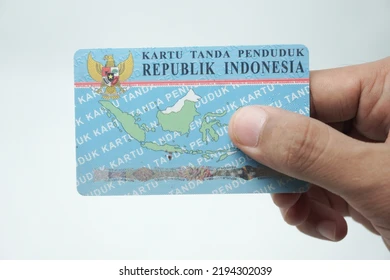 KARTU TANDA PENDUDUK
REPUBLIK INDONESIA
shutterstock.com · 2194302039